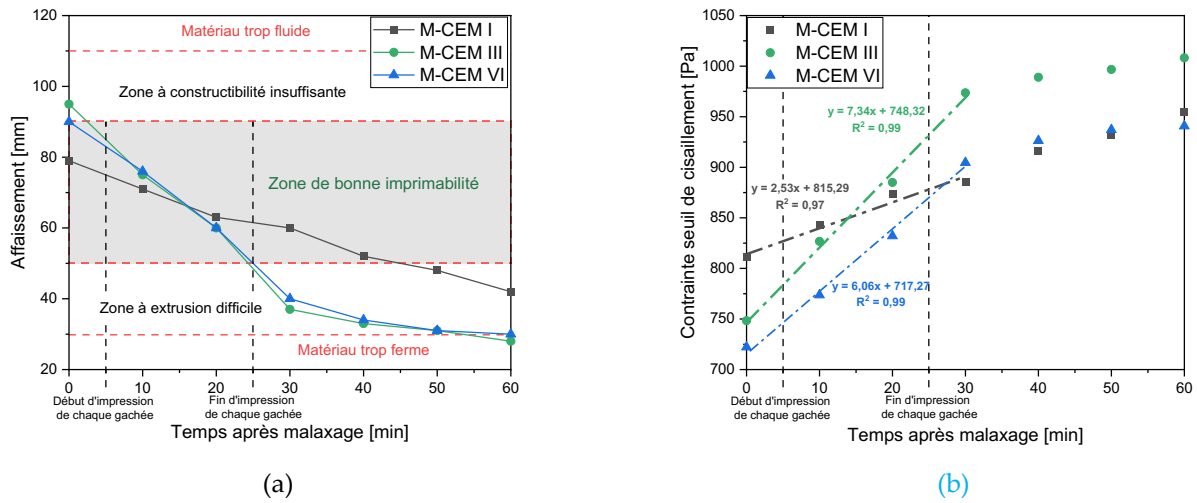 120
100
80
60
40
20
Affaissement [mm]
Matériau trop fluide
M-CEM I
M-CEM III
M-CEM VI
Zone à constructibilité insuffisante
Zone de bonne imprimabilité
Zone à extrusion difficile
Matériau trop ferme
0 10 20 30 40 50 60
Début d'impression
de chaque gachée
Fin d'impression
de chaque gachée
Temps après malaxage [min]
(a)
1050
1000
950
900
850
800
750
700
Contrainte seuil de cisaillement [Pa]
M-CEM I
M-CEM III
M-CEM VI
y = 7,34x + 748,32
R² = 0,99
y = 2,53x + 815,29
R² = 0,97
y = 6,06x + 717,27
R² = 0,99
0 10 20 30 40 50 60
Début d'impression
de chaque gachée
Fin d'impression
de chaque gachée
Temps après malaxage [min]
(b)